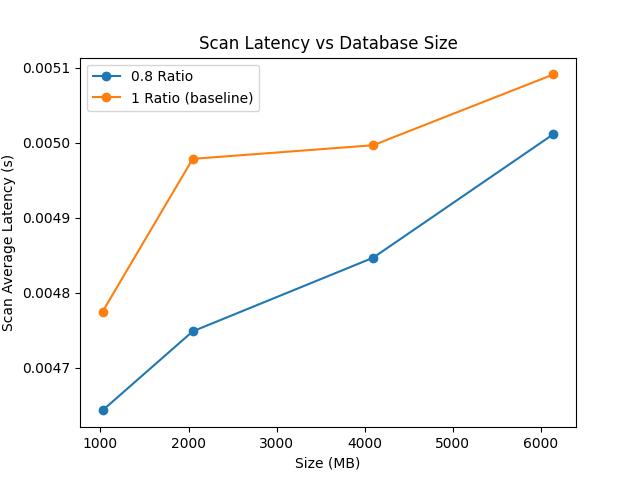 Scan Latency vs Database Size
0.8 Ratio
1 Ratio (baseline)
Scan Average Latency (s)
0.0051
0.0050
0.0049
0.0048
0.0047
1000 2000 3000 4000 5000 6000
Size (MB)